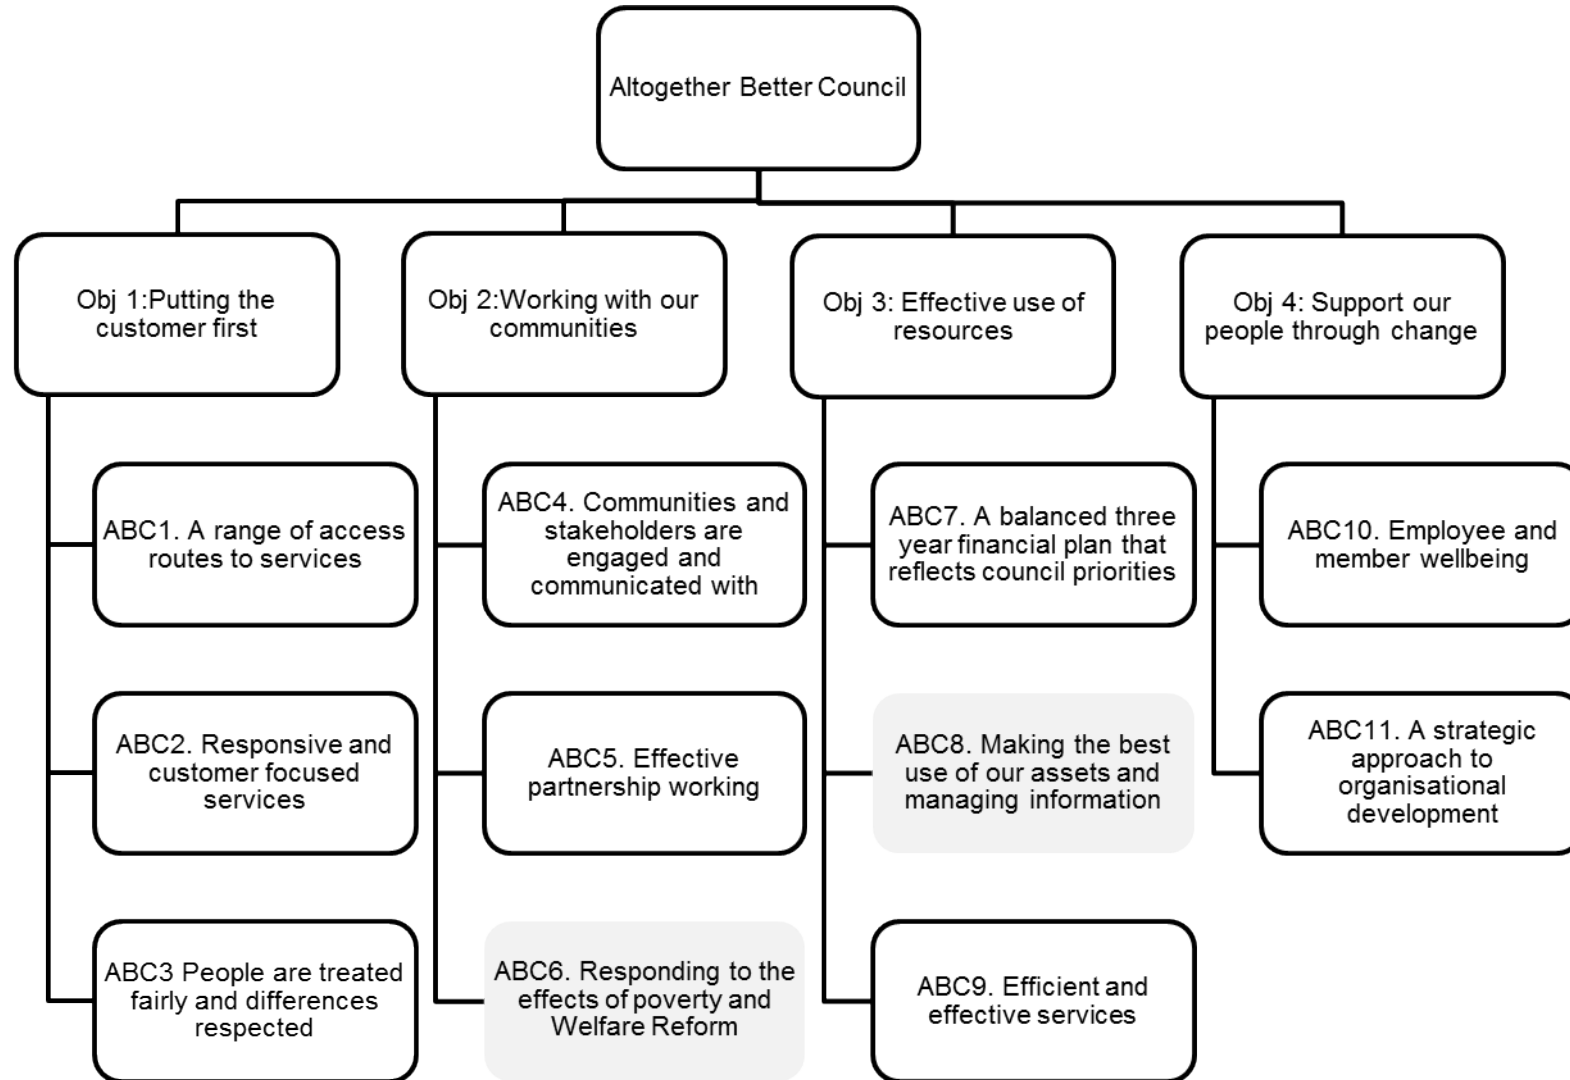 Altogether Better Council
Obj 1:Putting the
customer first
Obj 2:Working with our
communities
Obj 3: Effective use of
resources
Obj 4: Support our
people through change
ABC1. A range of access
routes to services
ABC4. Communities and
stakeholders are
engaged and
communicated with
ABC7. A balanced three
year financial plan that
reflects council priorities
ABC10. Employee and
member wellbeing
ABC2. Responsive and
customer focused
services
ABC5. Effective
partnership working
ABC8. Making the best
use of our assets and
managing information
ABC11. A strategic
approach to
organisational
development
ABC3 People are treated
fairly and differences
respected
ABC6. Responding to the
effects of poverty and
Welfare Reform
ABC9. Efficient and
effective services